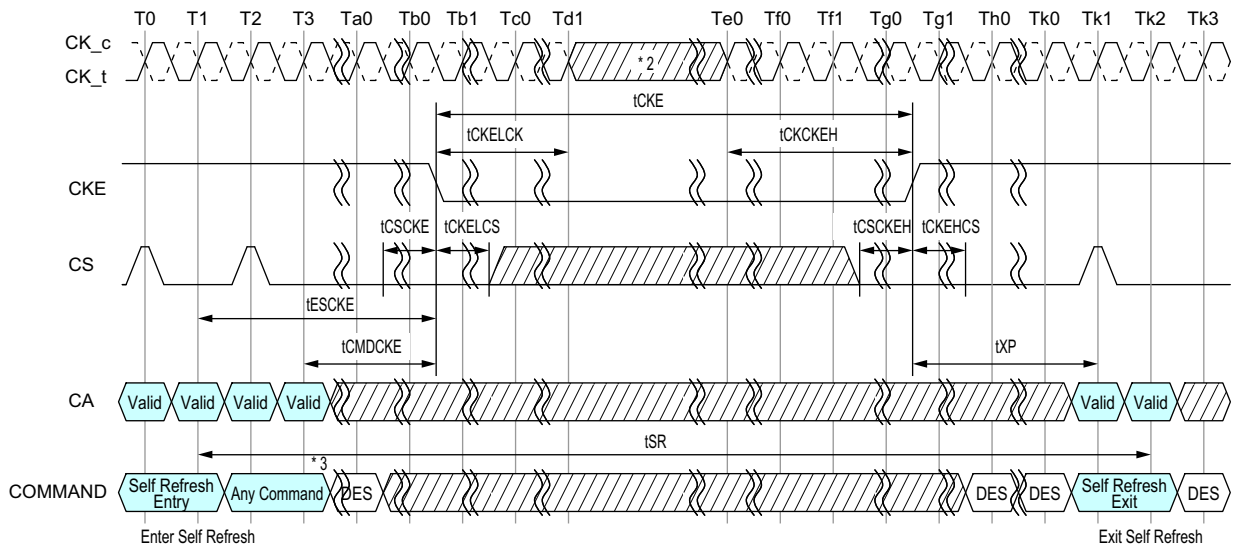 T0 T1 T2 T3 Ta0 Tb0 Tb1 Tc0 Td1 Te0 Tf0 Tf1 Tg0 Tg1 Th0 Tk0 Tk1 Tk2 Tk3
CK_c
CK_t
* 2
tCKE
tCKELCK
tCKCKEH
CKE
tCSCKE
tCKELCS
tCSCKEH
tCKEHCS
CS
tESCKE
tCMDCKE
tXP
CA
Valid Valid Valid Valid Valid Valid
tSR
* 3
COMMAND
Self Refresh
Entry
Any Command
DES
DES
DES
Self Refresh
Exit
DES
Enter Self Refresh
Exit Self Refresh